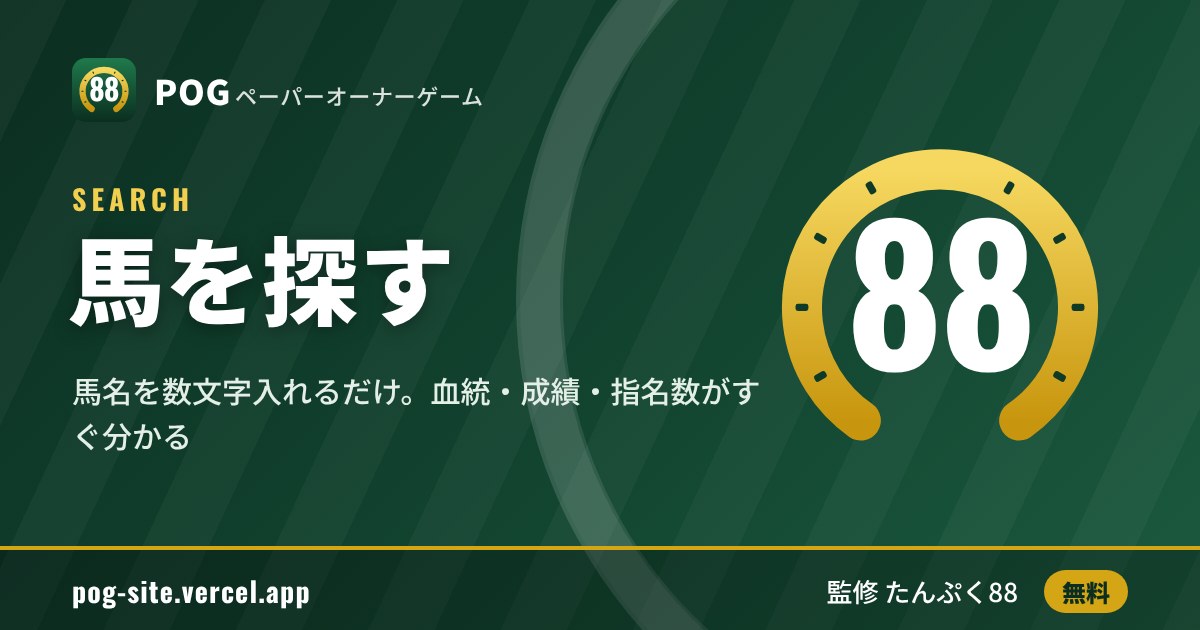 88
POG ペーパーオーナーゲーム
SEARCH
馬を探す
馬名を数文字入れるだけ。血統・成績・指名数がす
ぐ分かる
88
pog-site.vercel.app
監修 たんぷく88
無料